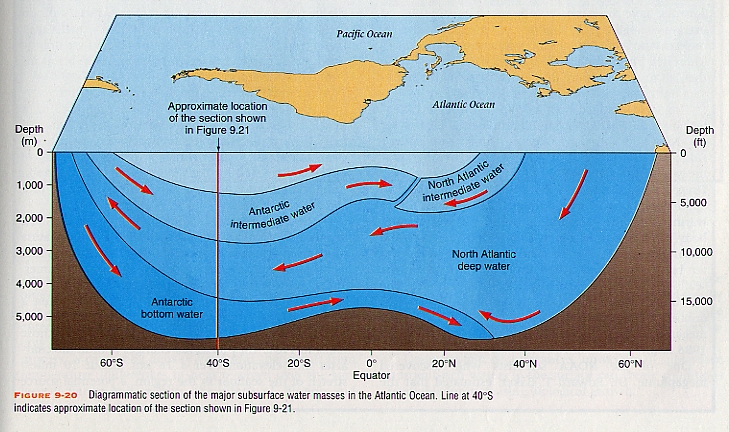 Pacific Ocean
Approximate location
of the section shown
in Figure 9.21
Atlantic Ocean
Depth
(m)
Depth
(ft)
0
0
1,000
2,000
3,000
4,000
5,000
5,000
10,000
15,000
Antarctic
intermediate water
North Atlantic
intermediate water
North Atlantic
deep water
Antarctic
bottom water
60°S
40°S
20°S
0°
20°N
40°N
60°N
Equator
FIGURE 9-20 Diagrammatic section of the major subsurface water masses in the Atlantic Ocean. Line at 40°S
indicates approximate location of the section shown in Figure 9-21.